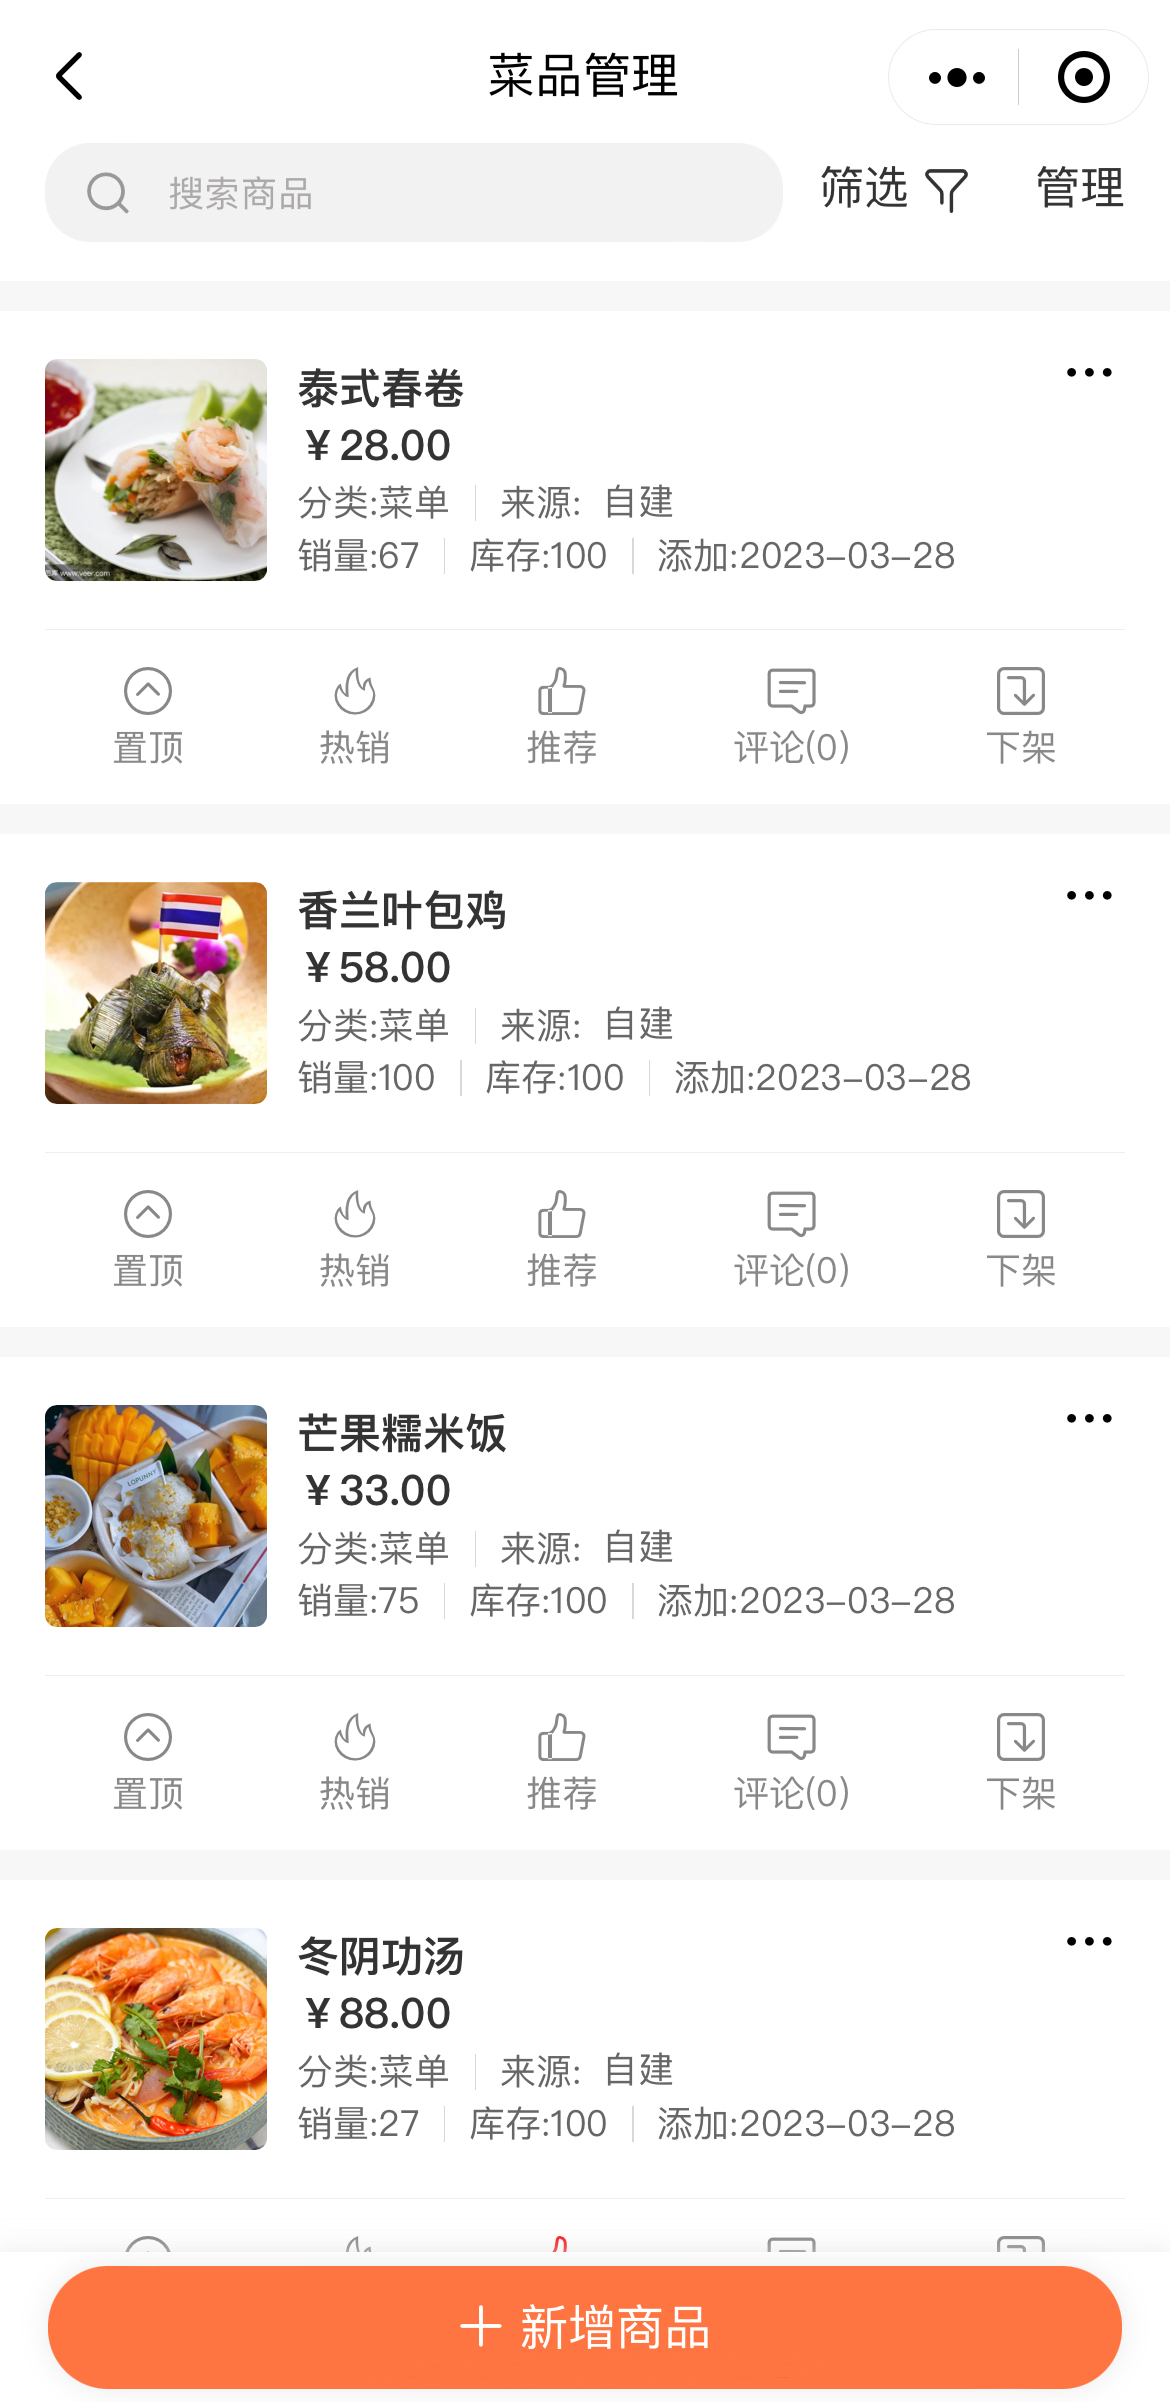 菜品管理
搜索商品 筛选 管理
泰式春卷
¥28.00
分类:菜单 来源: 自建
销量:67 库存:100 添加:2023-03-28
www.veer.com
置顶 热销 推荐 评论(0) 下架
香兰叶包鸡
¥58.00
分类:菜单 来源: 自建
销量:100 库存:100 添加:2023-03-28
置顶 热销 推荐 评论(0) 下架
芒果糯米饭
¥33.00
LOPUNNY
分类:菜单 来源: 自建
销量:75 库存:100 添加:2023-03-28
置顶 热销 推荐 评论(0) 下架
冬阴功汤
¥88.00
分类:菜单 来源: 自建
销量:27 库存:100 添加:2023-03-28
新增商品